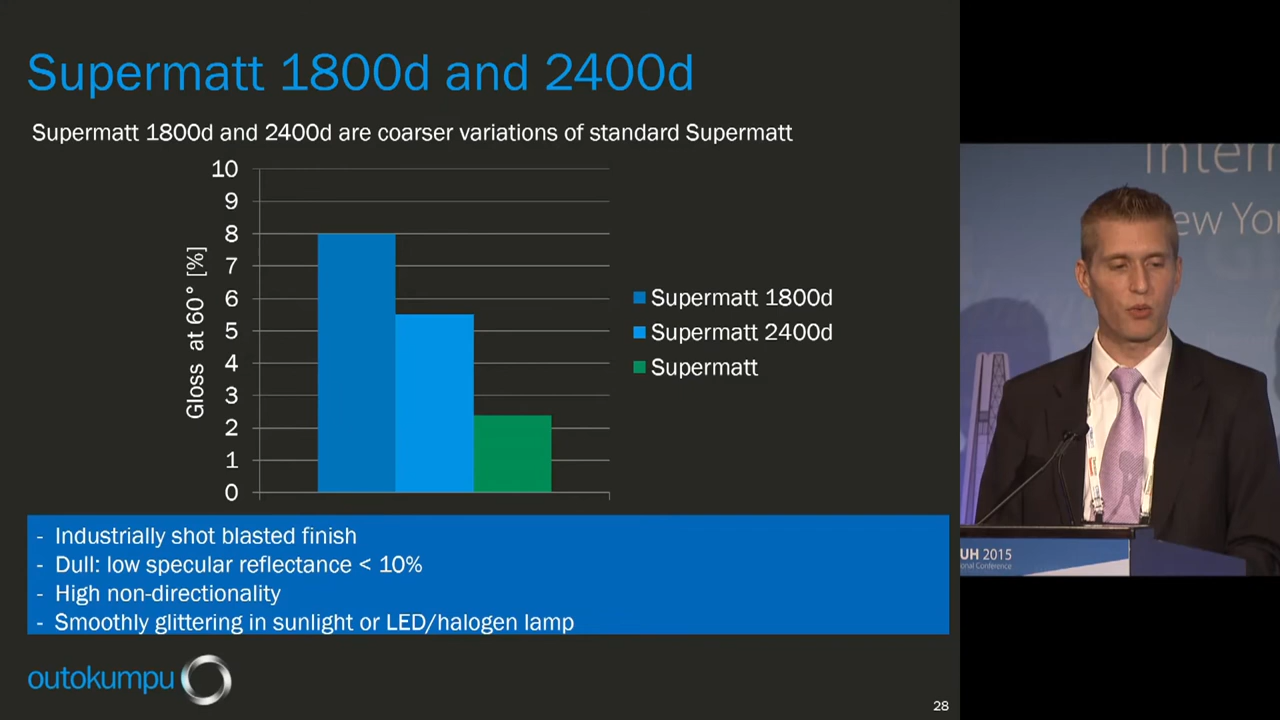 Supermatt 1800d and 2400d
Supermatt 1800d and 2400d are coarser variations of standard Supermatt
10
9
8
7
6
5
4
3
2
1
0
Gloss at 60° [%]
Supermatt 1800d
Supermatt 2400d
Supermatt
- Industrially shot blasted finish
- Dull: low specular reflectance < 10%
- High non-directionality
- Smoothly glittering in sunlight or LED/halogen lamp
outokumpu
28
Intern
ew Yo
UH 2015
onal Conference